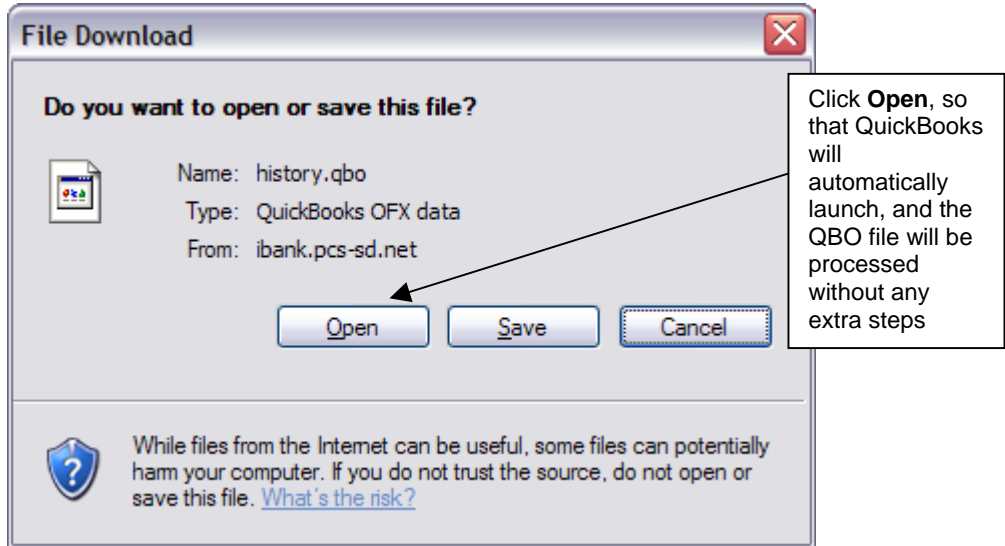 File Download
Do you want to open or save this file?
Name: history.qbo
Type: QuickBooks OFX data
From: ibank.pcs-sd.net
Open Save Cancel
While files from the Internet can be useful, some files can potentially
harm your computer. If you do not trust the source, do not open or
save this file. What's the risk?
Click Open, so
that QuickBooks
will
automatically
launch, and the
QBO file will be
processed
without any
extra steps